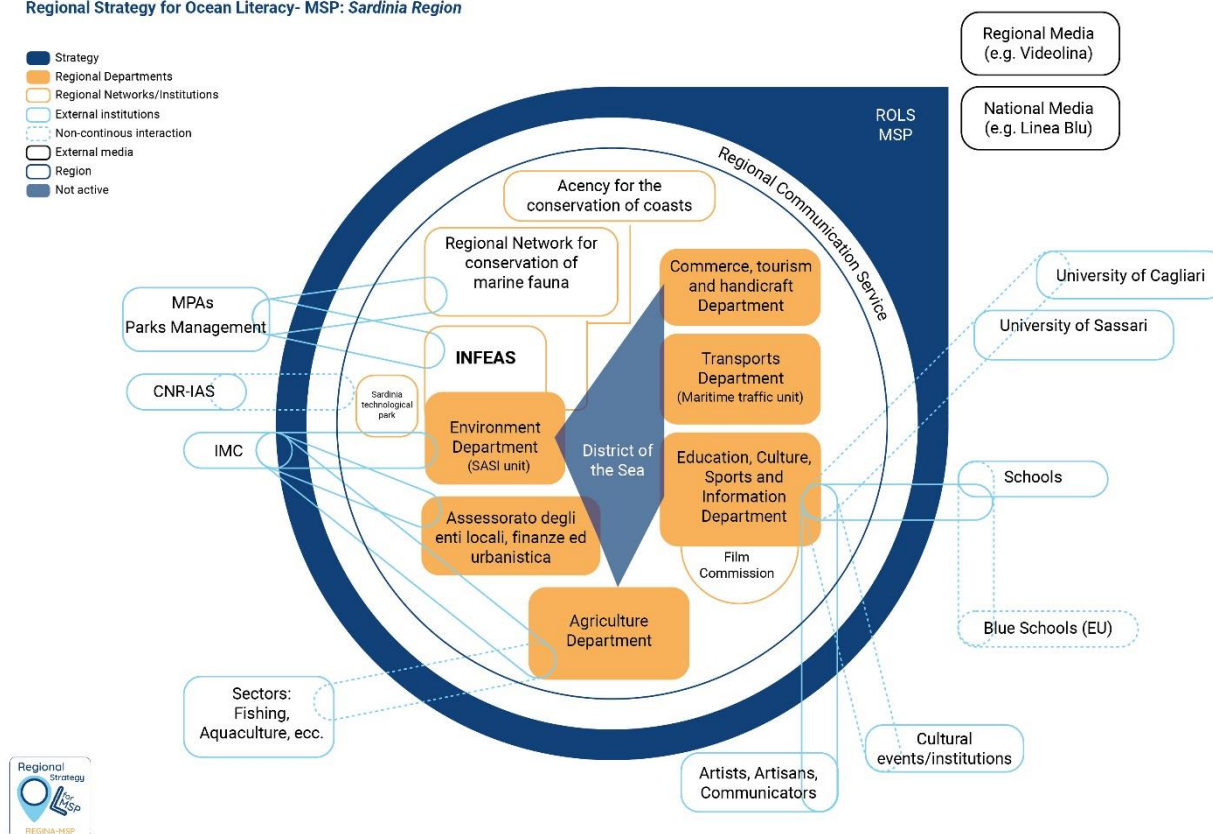 Regional Strategy for Ocean Literacy- MSP: Sardinia Region
Strategy
Regional Departments
Regional Networks/Institutions
External institutions
Non-continous interaction
External media
Region
Not active
Regional Media
(e.g. Videolina)
National Media
(e.g. Linea Blu)
ROLS
MSP
Regional Communication Service
Acency for the
conservation of coasts
Regional Network for
conservation of
marine fauna
Commerce, tourism
and handicraft
Department
University of Cagliari
University of Sassari
MPAs
Parks Management
INFEAS
Transports
Department
(Maritime traffic unit)
CNR-IAS
Sardinia
technological
park
Environment
Department
(SASI unit)
IMC
District of
the Sea
Education, Culture,
Sports and
Information
Department
Schools
Assessorato degli
enti locali, finanze ed
urbanistica
Film
Commission
Agriculture
Department
Blue Schools (EU)
Sectors:
Fishing,
Aquaculture, ecc.
Cultural
events/institutions
Artists, Artisans,
Communicators
Regional
Strategy
for
MSP
REGINA-MSP